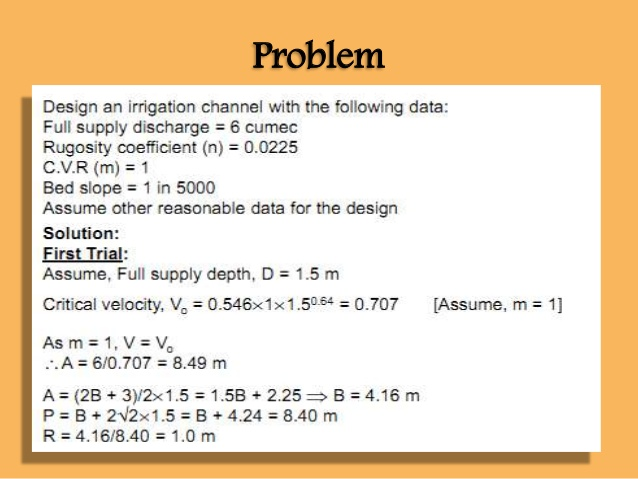 Problem
Design an irrigation channel with the following data:
Full supply discharge = 6 cumec
Rugosity coefficient (n) = 0.0225
C.V.R (m) = 1
Bed slope = 1 in 5000
Assume other reasonable data for the design
Solution:
First Trial:
Assume, Full supply depth, D = 1.5 m
Critical velocity, V₀ = 0.546×1×1.5⁰·⁶⁴ = 0.707 [Assume, m = 1]
As m = 1, V = V₀
∴A = 6/0.707 = 8.49 m
A = (2B + 3)/2×1.5 = 1.5B + 2.25 ⇒ B = 4.16 m
P = B + 2√2×1.5 = B + 4.24 = 8.40 m
R = 4.16/8.40 = 1.0 m